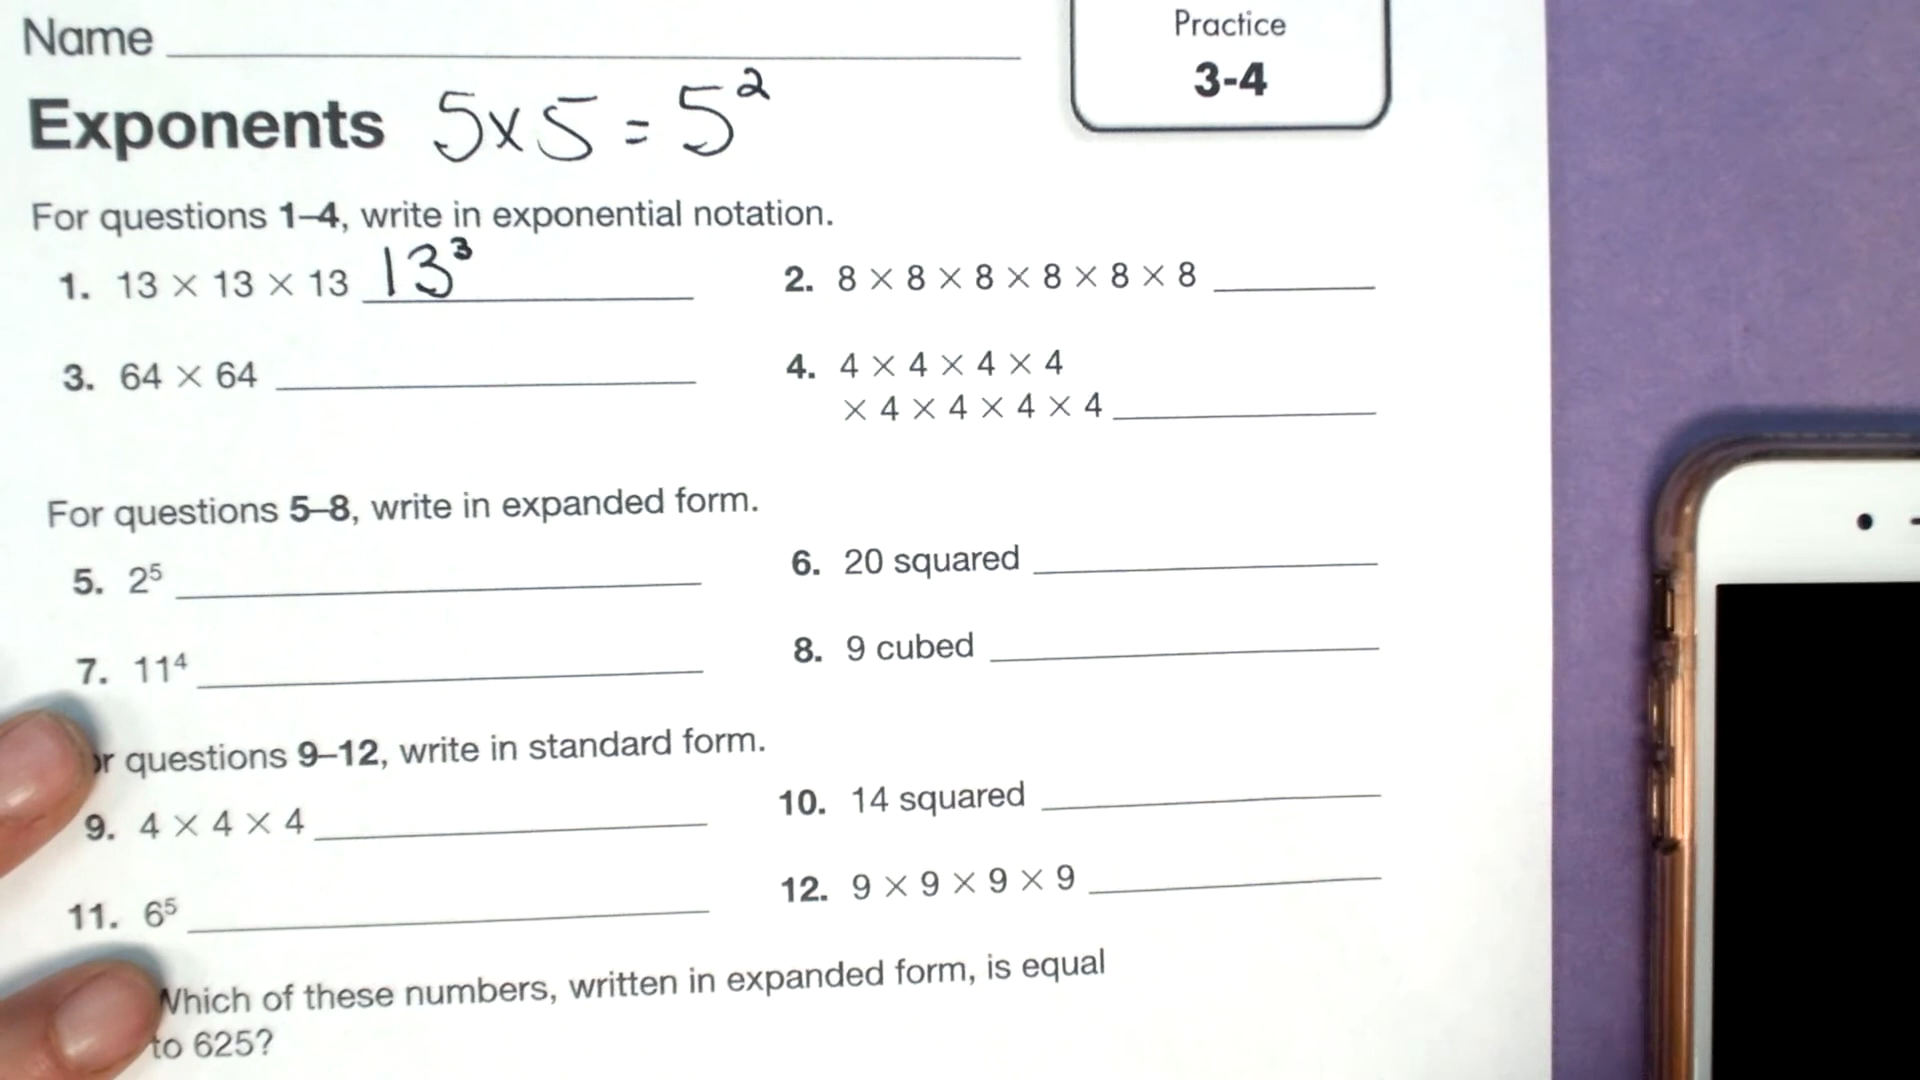 Name
Practice
3-4
Exponents 5x5 = 5²
For questions 1–4, write in exponential notation.
1. 13 × 13 × 13 13³
2. 8 × 8 × 8 × 8 × 8 × 8
3. 64 × 64
4. 4 × 4 × 4 × 4
× 4 × 4 × 4 × 4
For questions 5–8, write in expanded form.
5. 2⁵
6. 20 squared
7. 11⁴
8. 9 cubed
or questions 9–12, write in standard form.
9. 4 × 4 × 4
10. 14 squared
11. 6⁵
12. 9 × 9 × 9 × 9
Which of these numbers, written in expanded form, is equal
to 625?